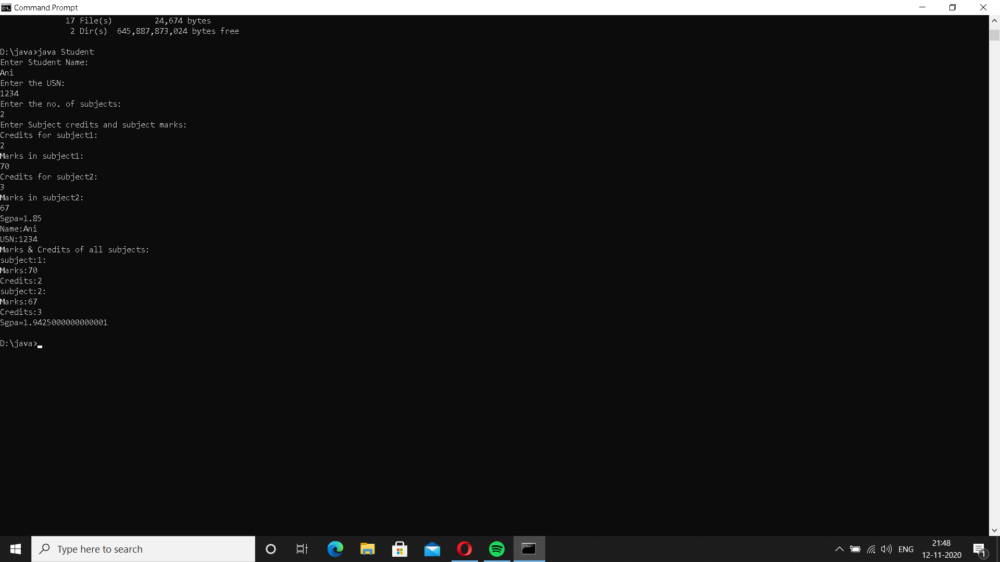 Command Prompt
17 File(s) 24,674 bytes
2 Dir(s) 645,887,873,024 bytes free
D:\java>java Student
Enter Student Name:
Ani
Enter the USN:
1234
Enter the no. of subjects:
2
Enter Subject credits and subject marks:
Credits for subject1:
2
Marks in subject1:
70
Credits for subject2:
3
Marks in subject2:
67
Sgpa=1.85
Name:Ani
USN:1234
Marks & Credits of all subjects:
subject:1:
Marks:70
Credits:2
subject:2:
Marks:67
Credits:3
Sgpa=1.9425000000000001
D:\java>
Type here to search
ENG
21:48
12-11-2020
1